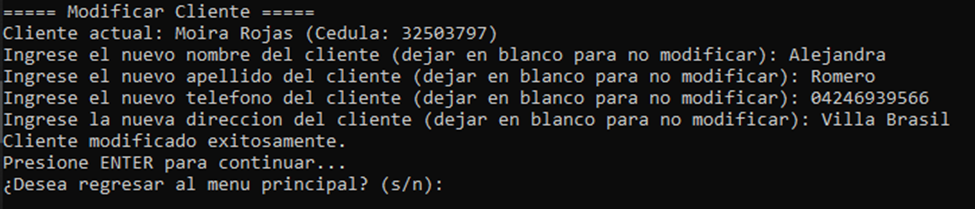 ===== Modificar Cliente =====
Cliente actual: Moira Rojas (Cedula: 32503797)
Ingrese el nuevo nombre del cliente (dejar en blanco para no modificar): Alejandra
Ingrese el nuevo apellido del cliente (dejar en blanco para no modificar): Romero
Ingrese el nuevo telefono del cliente (dejar en blanco para no modificar): 04246939566
Ingrese la nueva direccion del cliente (dejar en blanco para no modificar): Villa Brasil
Cliente modificado exitosamente.
Presione ENTER para continuar...
¿Desea regresar al menu principal? (s/n):